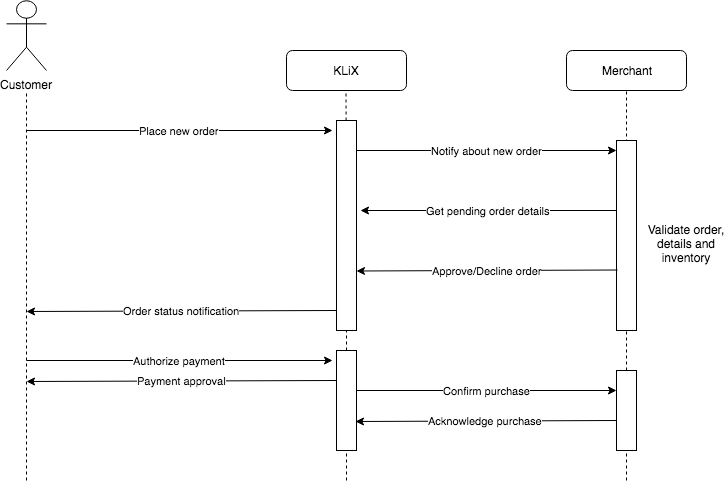 Customer
KLiX
Merchant
Place new order
Notify about new order
Get pending order details
Validate order,
details and
inventory
Approve/Decline order
Order status notification
Authorize payment
Payment approval
Confirm purchase
Acknowledge purchase